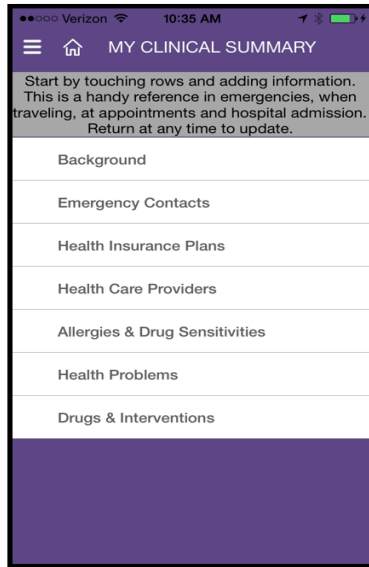 Verizon 10:35 AM
MY CLINICAL SUMMARY
Start by touching rows and adding information.
This is a handy reference in emergencies, when
traveling, at appointments and hospital admission.
Return at any time to update.
Background
Emergency Contacts
Health Insurance Plans
Health Care Providers
Allergies & Drug Sensitivities
Health Problems
Drugs & Interventions